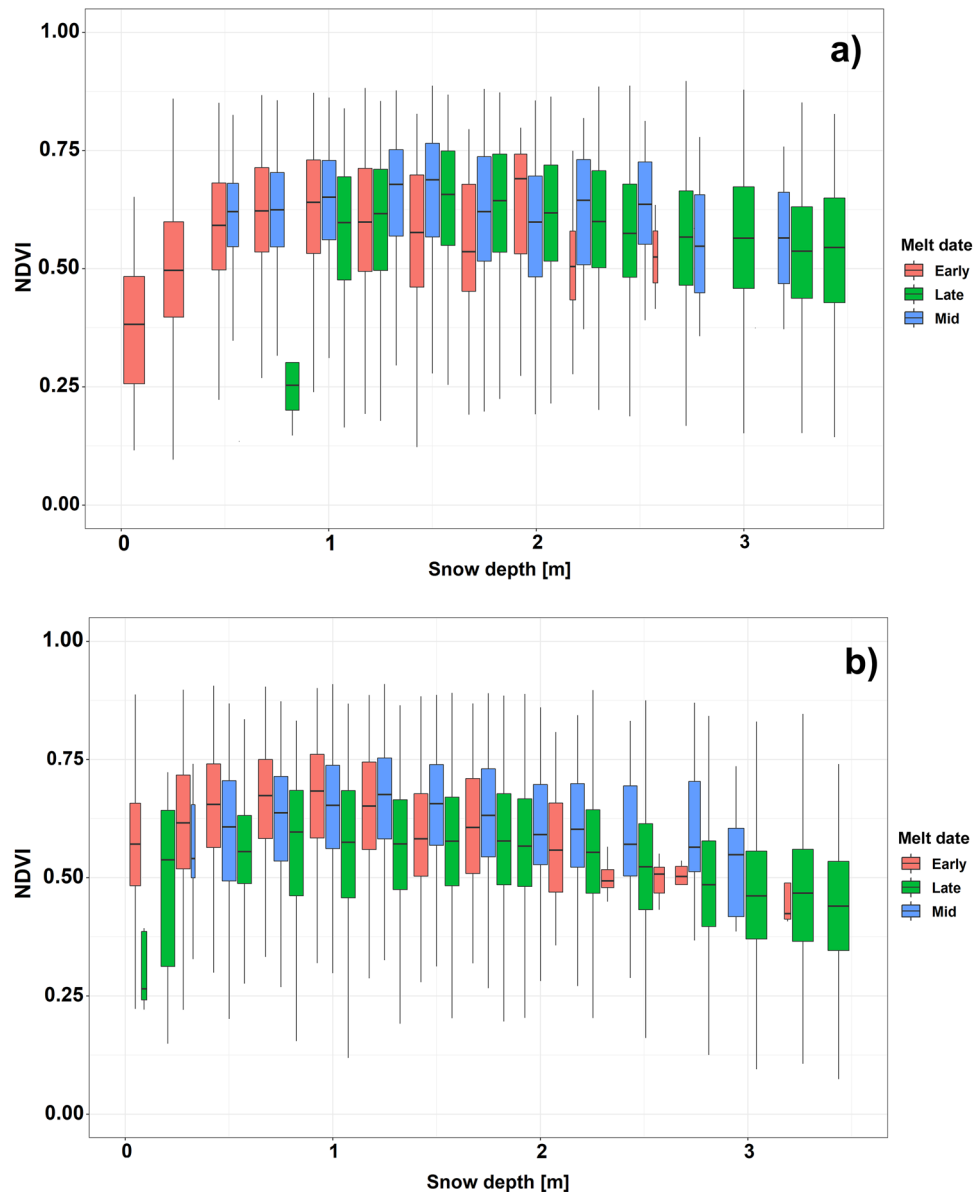 a)
1.00
0.75
0.50
0.25
0.00
NDVI
0 1 2 3
Snow depth [m]
Melt date
Early
Late
Mid
b)
1.00
0.75
0.50
0.25
0.00
NDVI
0 1 2 3
Snow depth [m]
Melt date
Early
Late
Mid